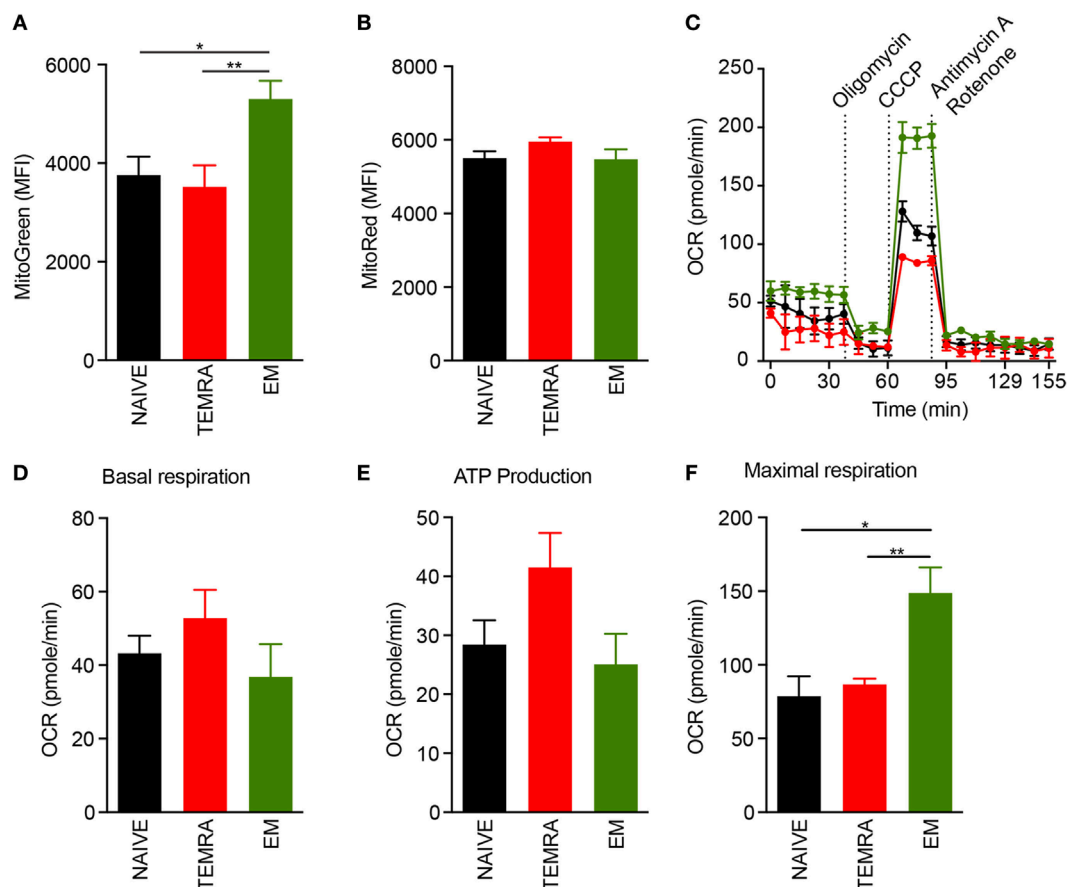 A
*
**
6000
4000
2000
0
MitoGreen (MFI)
NAIVE
TEMRA
EM
B
8000
6000
4000
2000
0
MitoRed (MFI)
NAIVE
TEMRA
EM
C
Oligomycin
CCCP
Antimycin A
Rotenone
250
200
150
100
50
0
OCR (pmole/min)
0 30 60 95 129 155
Time (min)
D
Basal respiration
80
60
40
20
0
OCR (pmole/min)
NAIVE
TEMRA
EM
E
ATP Production
50
40
30
20
10
0
OCR (pmole/min)
NAIVE
TEMRA
EM
F
Maximal respiration
*
**
200
150
100
50
0
OCR (pmole/min)
NAIVE
TEMRA
EM